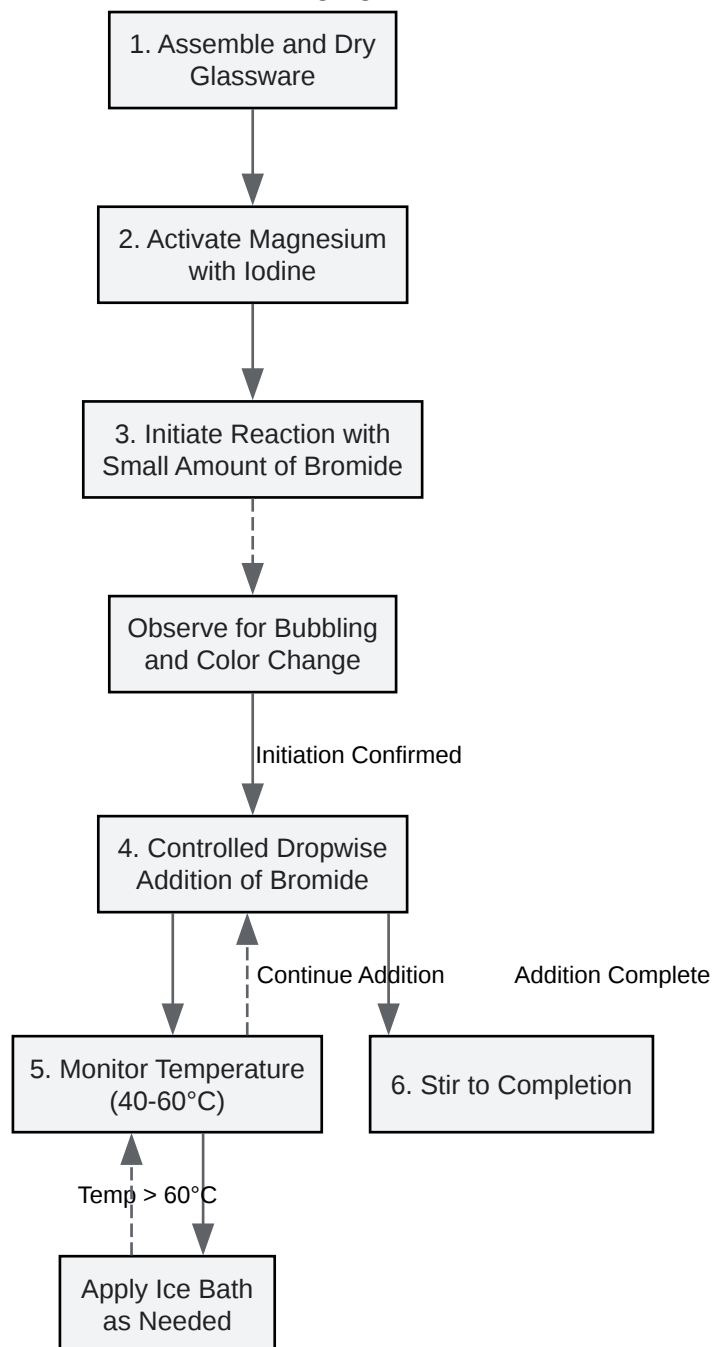 1. Assemble and Dry
Glassware
2. Activate Magnesium
with Iodine
3. Initiate Reaction with
Small Amount of Bromide
Observe for Bubbling
and Color Change
Initiation Confirmed
4. Controlled Dropwise
Addition of Bromide
Continue Addition
Addition Complete
5. Monitor Temperature
(40-60°C)
6. Stir to Completion
Temp > 60°C
Apply Ice Bath
as Needed